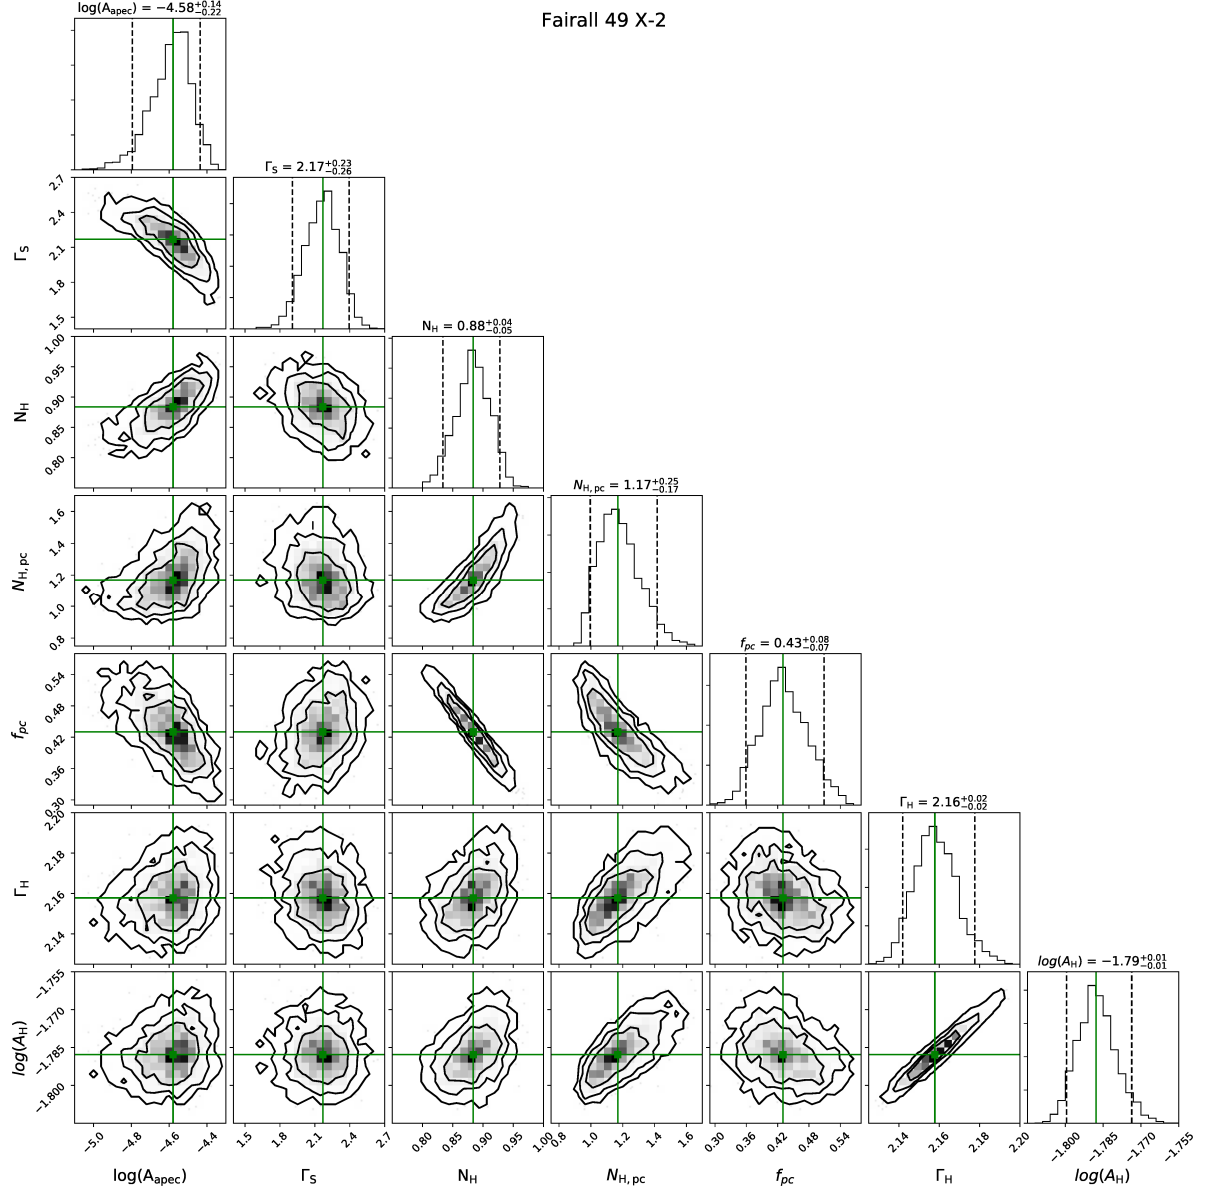 Fairall 49 X-2
log(A_apec) = −4.58 +0.14 −0.22
Γ_S = 2.17 +0.23 −0.26
N_H = 0.88 +0.04 −0.05
N_H,pc = 1.17 +0.25 −0.17
f_pc = 0.43 +0.08 −0.07
Γ_H = 2.16 +0.02 −0.02
log(A_H) = −1.79 +0.01 −0.01
2.7
2.4
2.1
1.8
1.5
Γ_S
1.00
0.95
0.90
0.85
0.80
N_H
1.6
1.4
1.2
1.0
0.8
N_H,pc
0.54
0.48
0.42
0.36
0.30
f_pc
2.20
2.18
2.16
2.14
Γ_H
−1.755
−1.770
−1.785
−1.800
log(A_H)
−5.0 −4.8 −4.6 −4.4
1.5 1.8 2.1 2.4 2.7
0.80 0.85 0.90 0.95 1.00
0.8 1.0 1.2 1.4 1.6
0.30 0.36 0.42 0.48 0.54
2.14 2.16 2.18 2.20
−1.800 −1.785 −1.770 −1.755
log(A_apec) Γ_S N_H N_H,pc f_pc Γ_H log(A_H)